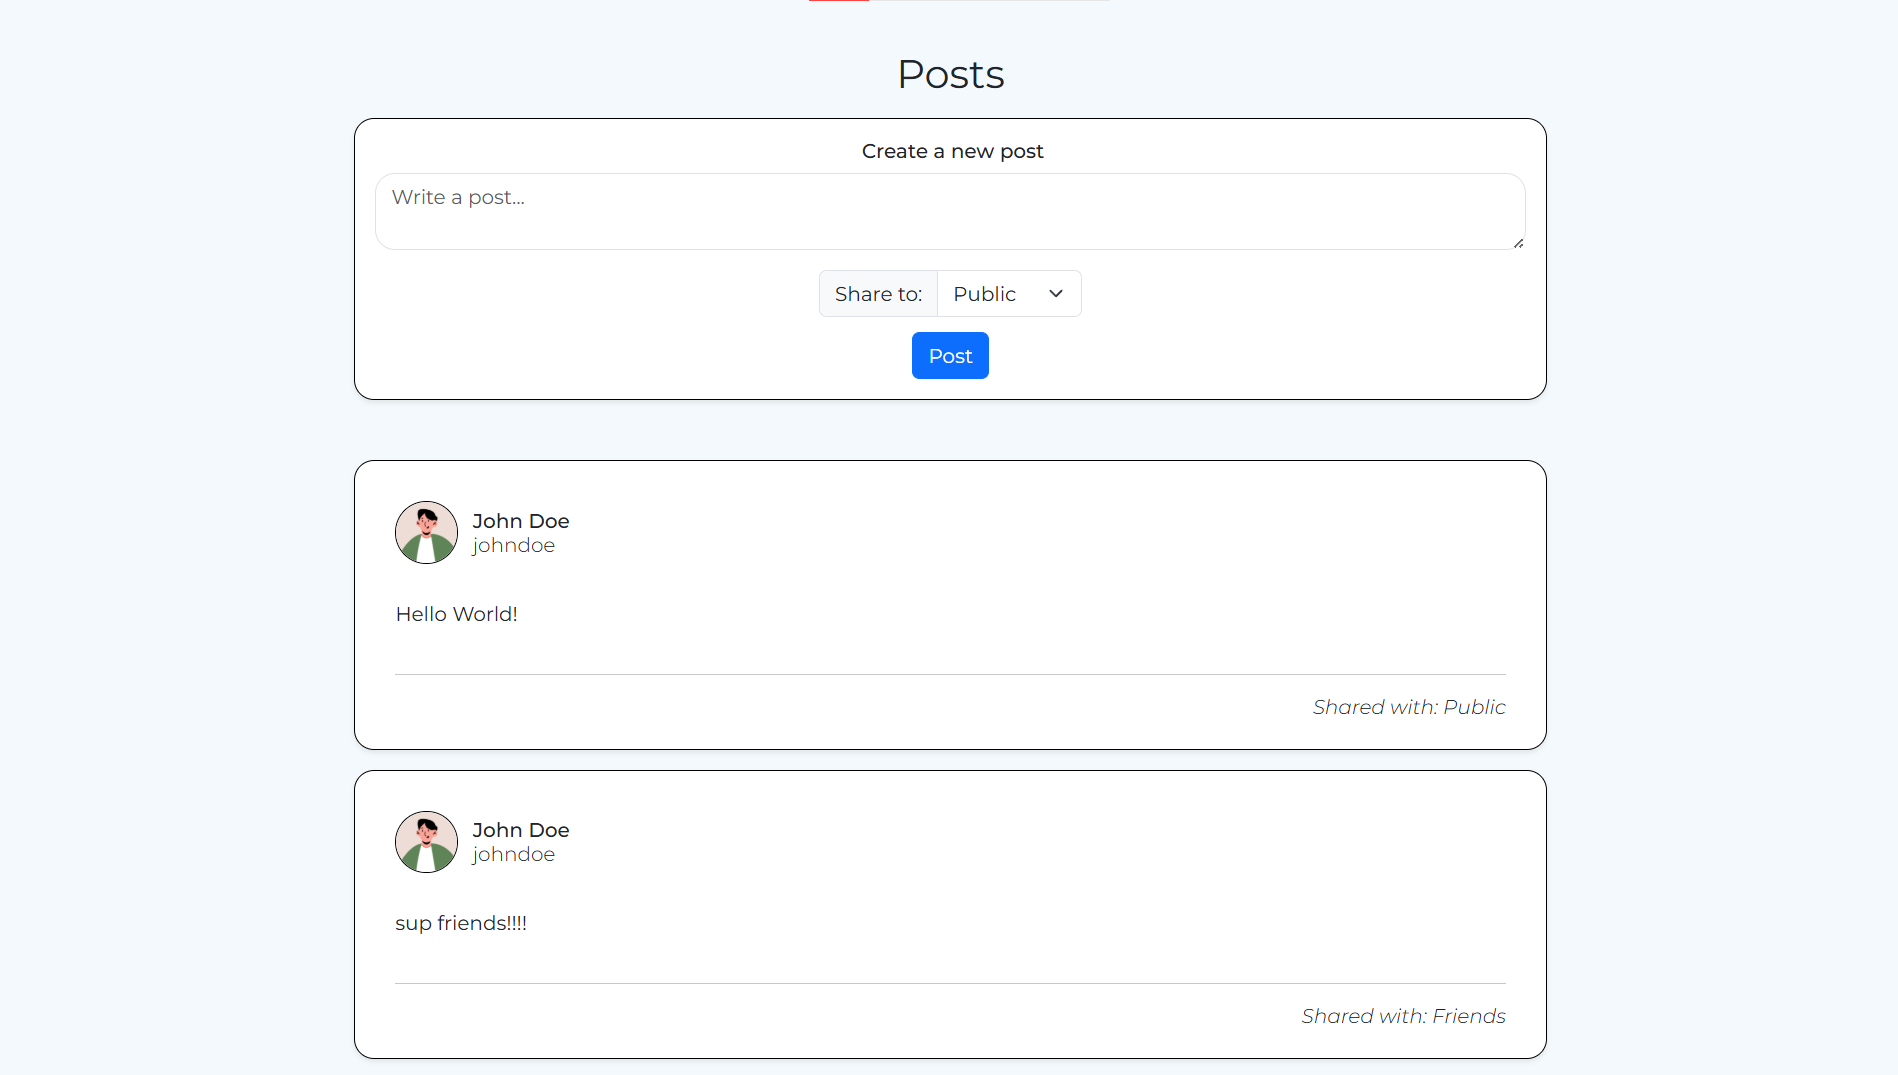 Posts
Create a new post
Write a post...
Share to: Public
Post
John Doe
johndoe
Hello World!
Shared with: Public
John Doe
johndoe
sup friends!!!!
Shared with: Friends